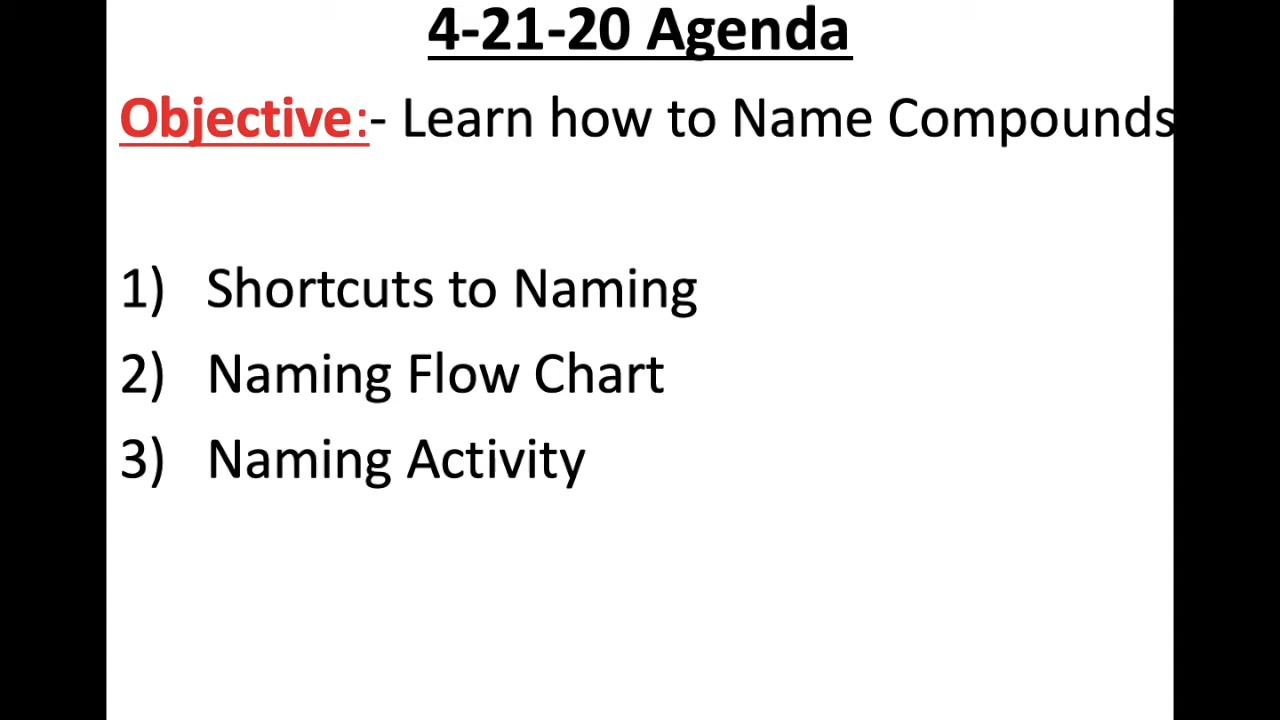 4-21-20 Agenda
Objective:- Learn how to Name Compounds
1) Shortcuts to Naming
2) Naming Flow Chart
3) Naming Activity